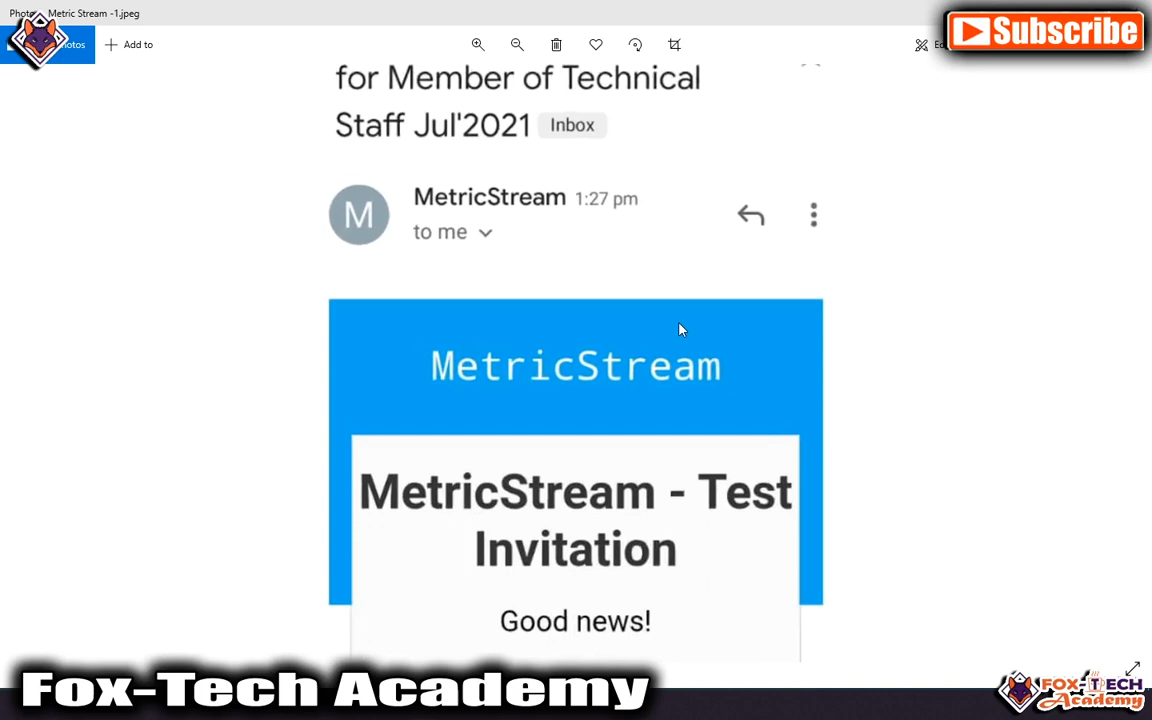 Photo Metric Stream -1.jpeg
Subscribe
Add to
for Member of Technical
Staff Jul'2021 Inbox
M MetricStream 1:27 pm
to me
MetricStream
MetricStream - Test
Invitation
Good news!
Fox-Tech Academy
FOX-TECH
Academy